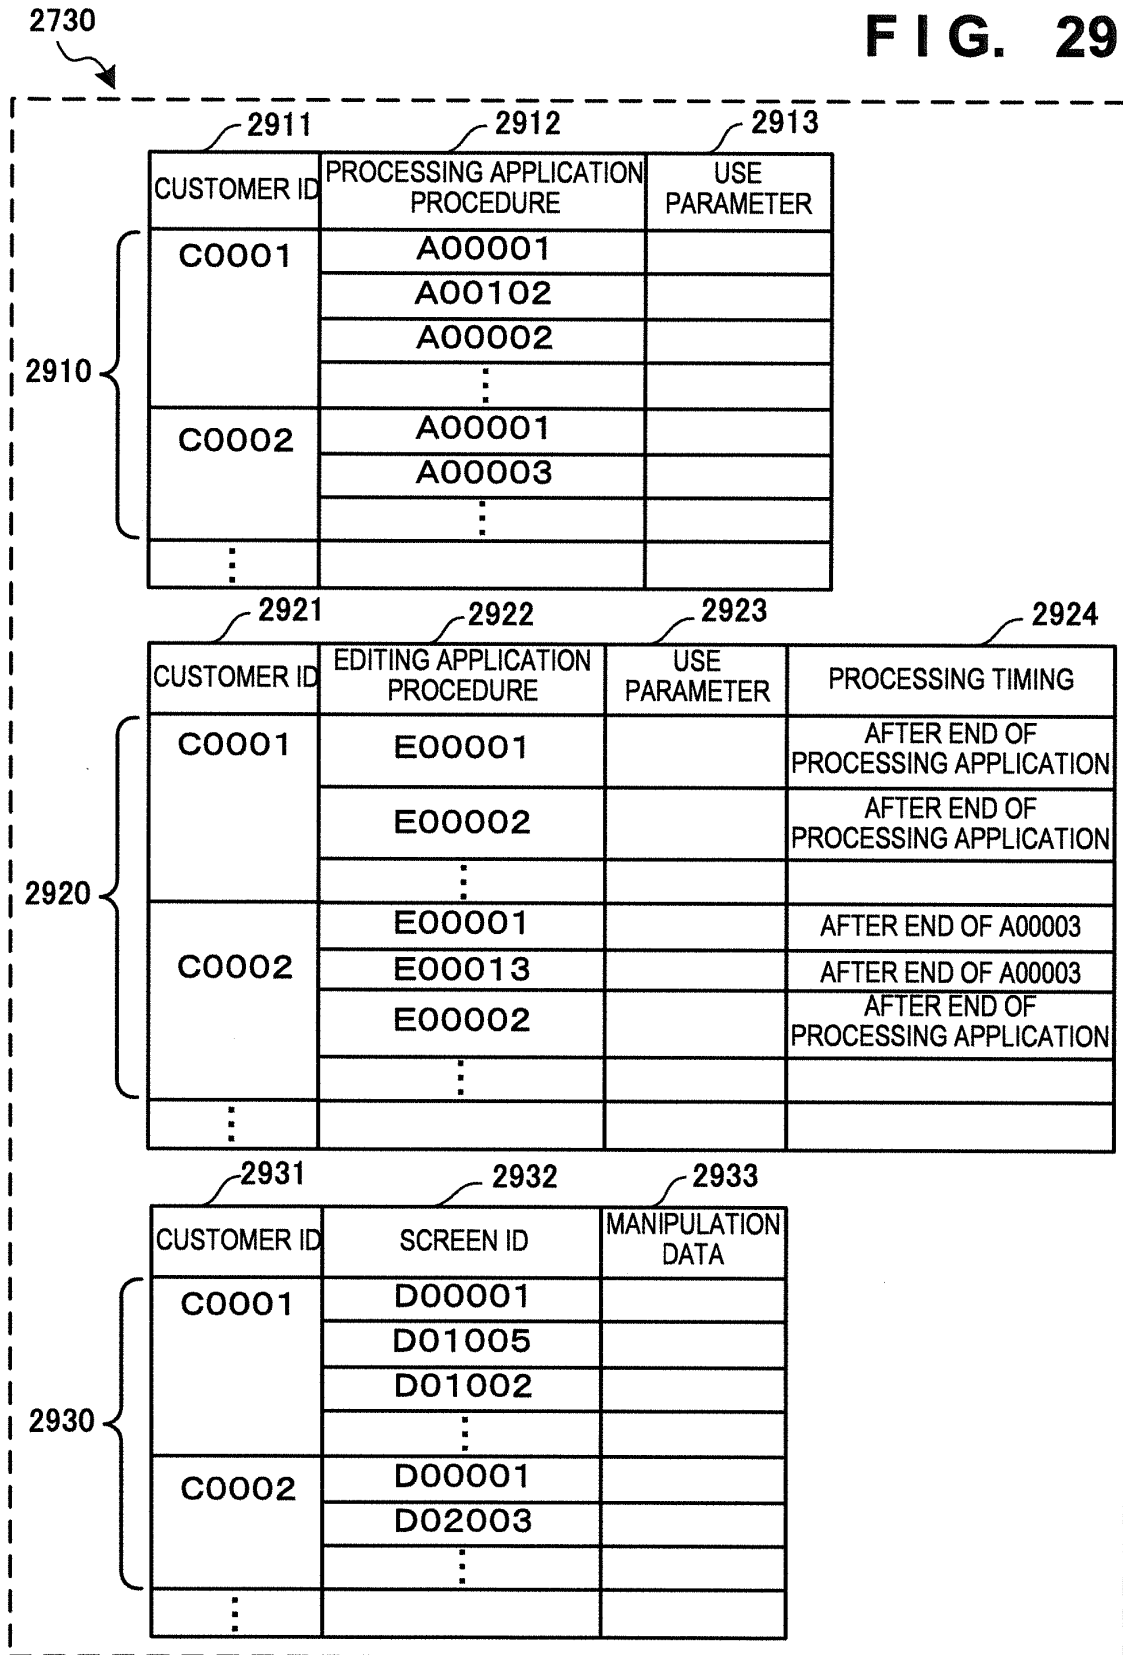 2730
FIG. 29
2911
2912
2913
CUSTOMER ID
PROCESSING APPLICATION
PROCEDURE
USE
PARAMETER
2910
C0001
A00001
A00102
A00002
C0002
A00001
A00003
2921
2922
2923
2924
CUSTOMER ID
EDITING APPLICATION
PROCEDURE
USE
PARAMETER
PROCESSING TIMING
2920
C0001
E00001
AFTER END OF
PROCESSING APPLICATION
E00002
AFTER END OF
PROCESSING APPLICATION
C0002
E00001
AFTER END OF A00003
E00013
AFTER END OF A00003
E00002
AFTER END OF
PROCESSING APPLICATION
2931
2932
2933
CUSTOMER ID
SCREEN ID
MANIPULATION
DATA
2930
C0001
D00001
D01005
D01002
C0002
D00001
D02003